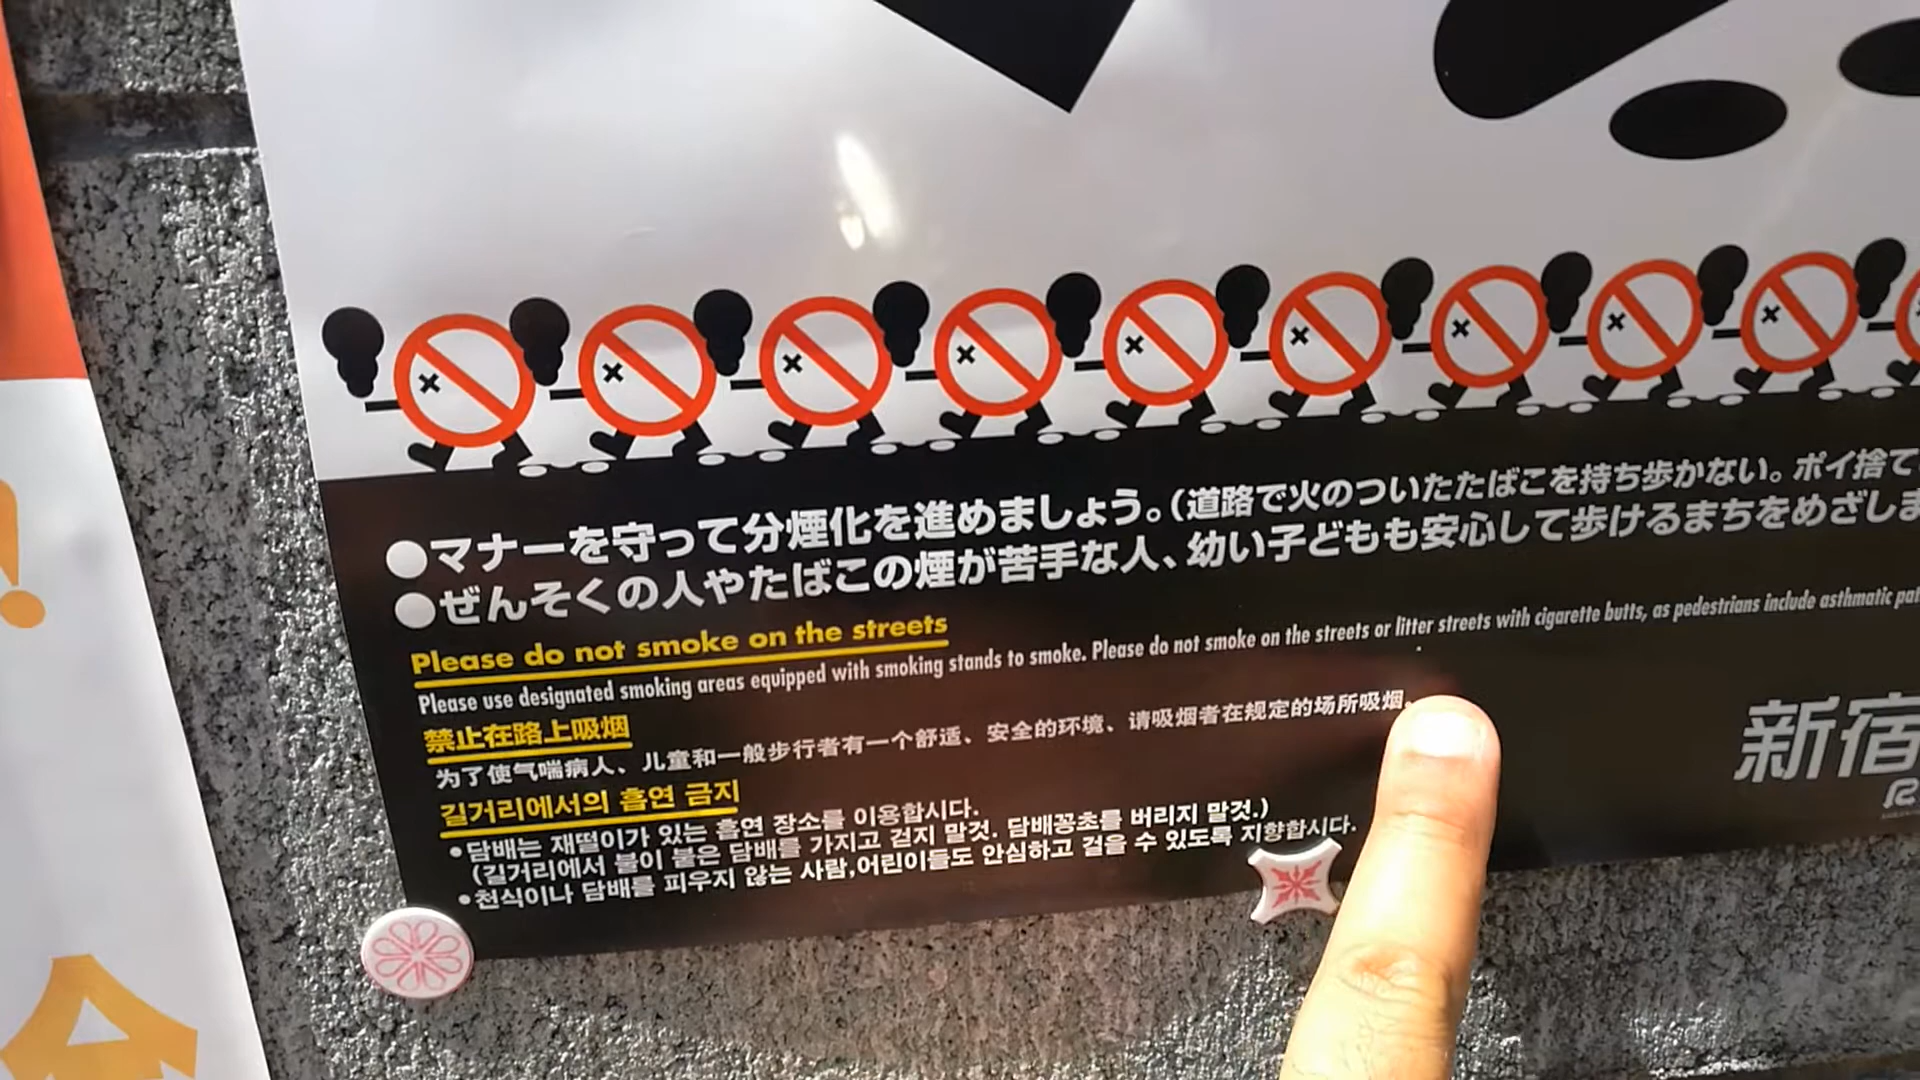 ●マナーを守って分煙化を進めましょう。(道路で火のついたたばこを持ち歩かない。ポイ捨て
●ぜんそくの人やたばこの煙が苦手な人、幼い子どもも安心して歩けるまちをめざしま
Please do not smoke on the streets
Please use designated smoking areas equipped with smoking stands to smoke. Please do not smoke on the streets or litter streets with cigarette butts, as pedestrians include asthmatic
禁止在路上吸烟
为了使气喘病人、儿童和一般步行者有一个舒适、安全的环境、请吸烟者在规定的场所吸烟。
길거리에서의 흡연 금지
•담배는 재떨이가 있는 흡연 장소를 이용합시다.
(길거리에서 불이 붙은 담배를 가지고 걷지 말것. 담배꽁초를 버리지 말것.)
•천식이나 담배를 피우지 않는 사람,어린이들도 안심하고 걸을 수 있도록 지향합시다.
新宿
!